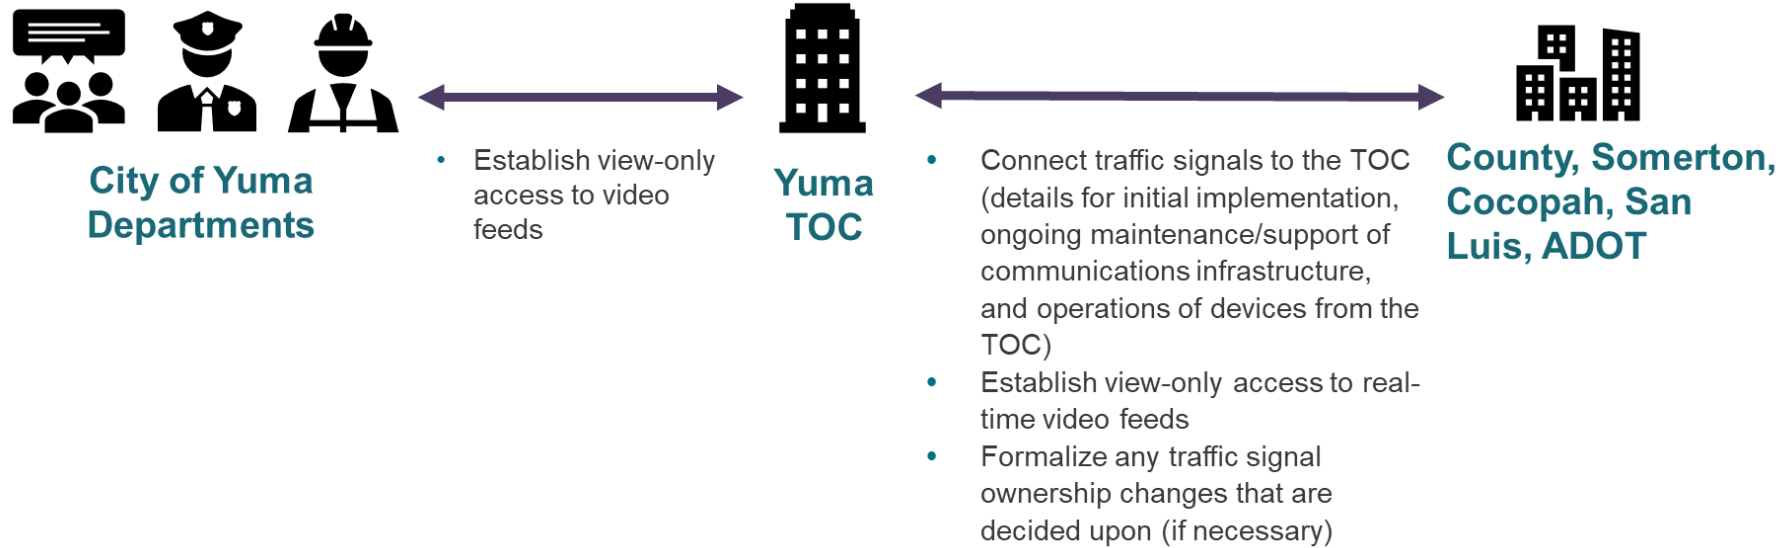 City of Yuma
Departments
• Establish view-only
access to video
feeds
Yuma
TOC
• Connect traffic signals to the TOC
(details for initial implementation,
ongoing maintenance/support of
communications infrastructure,
and operations of devices from the
TOC)
• Establish view-only access to real-
time video feeds
• Formalize any traffic signal
ownership changes that are
decided upon (if necessary)
County, Somerton,
Cocopah, San
Luis, ADOT